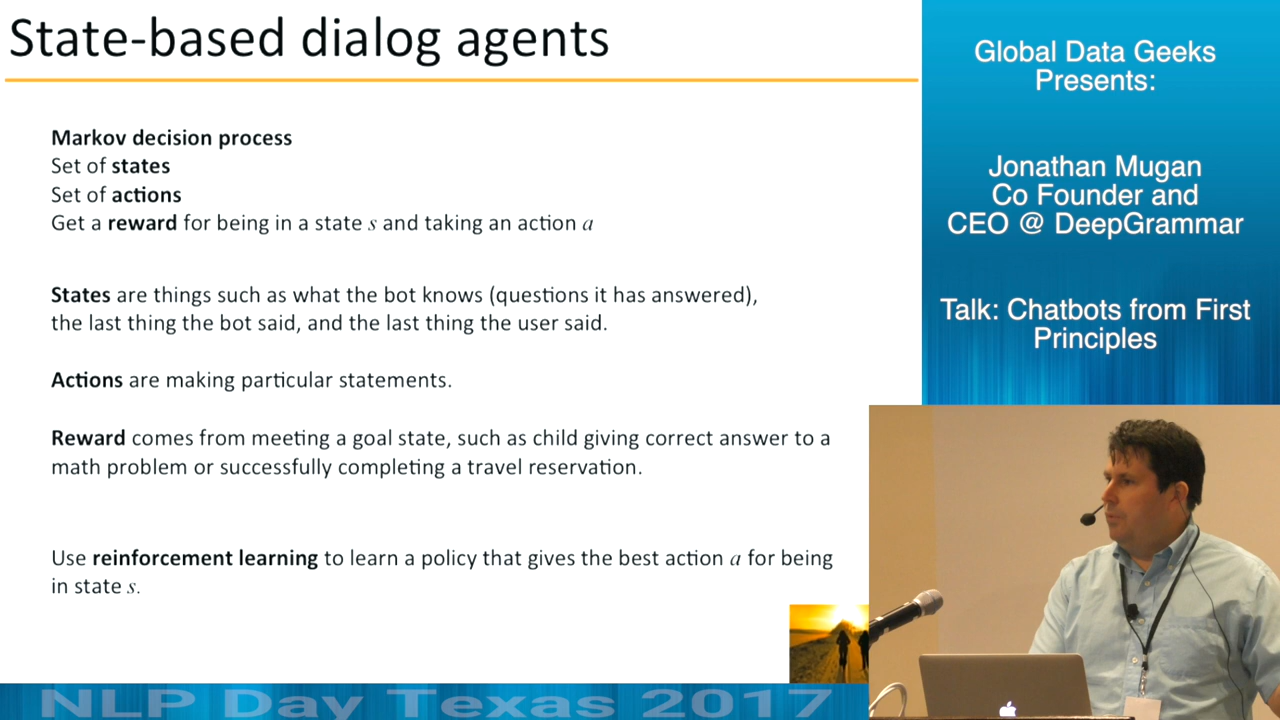 State-based dialog agents
Markov decision process
Set of states
Set of actions
Get a reward for being in a state s and taking an action a
States are things such as what the bot knows (questions it has answered),
the last thing the bot said, and the last thing the user said.
Actions are making particular statements.
Reward comes from meeting a goal state, such as child giving correct answer to a
math problem or successfully completing a travel reservation.
Use reinforcement learning to learn a policy that gives the best action a for being
in state s.
Global Data Geeks
Presents:
Jonathan Mugan
Co Founder and
CEO @ DeepGrammar
Talk: Chatbots from First
Principles
NLP Day Texas 2017